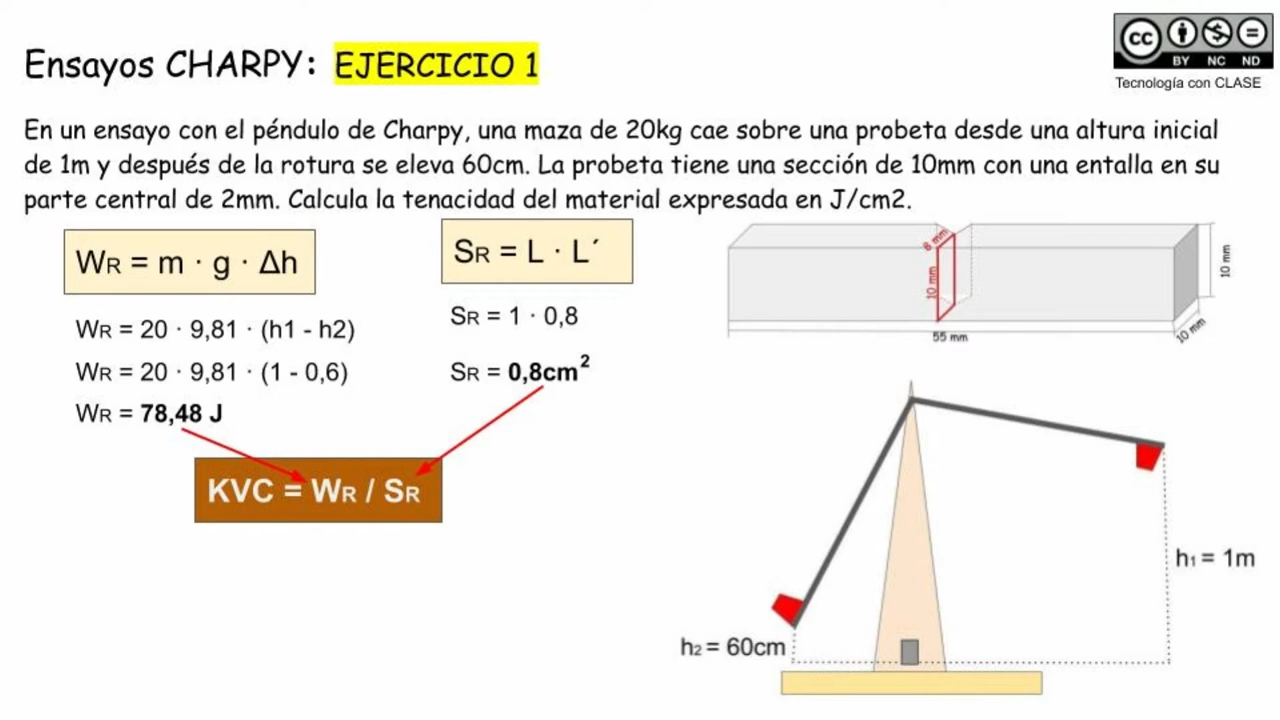 Ensayos CHARPY: EJERCICIO 1
cc
BY NC ND
Tecnología con CLASE
En un ensayo con el péndulo de Charpy, una maza de 20kg cae sobre una probeta desde una altura inicial
de 1m y después de la rotura se eleva 60cm. La probeta tiene una sección de 10mm con una entalla en su
parte central de 2mm. Calcula la tenacidad del material expresada en J/cm2.
WR = m · g · Δh
WR = 20 · 9,81 · (h1 - h2)
WR = 20 · 9,81 · (1 - 0,6)
WR = 78,48 J
SR = L · L´
SR = 1 · 0,8
SR = 0,8cm²
KVC = WR / SR
8 mm
10 mm
10 mm
10 mm
55 mm
h1 = 1m
h2 = 60cm